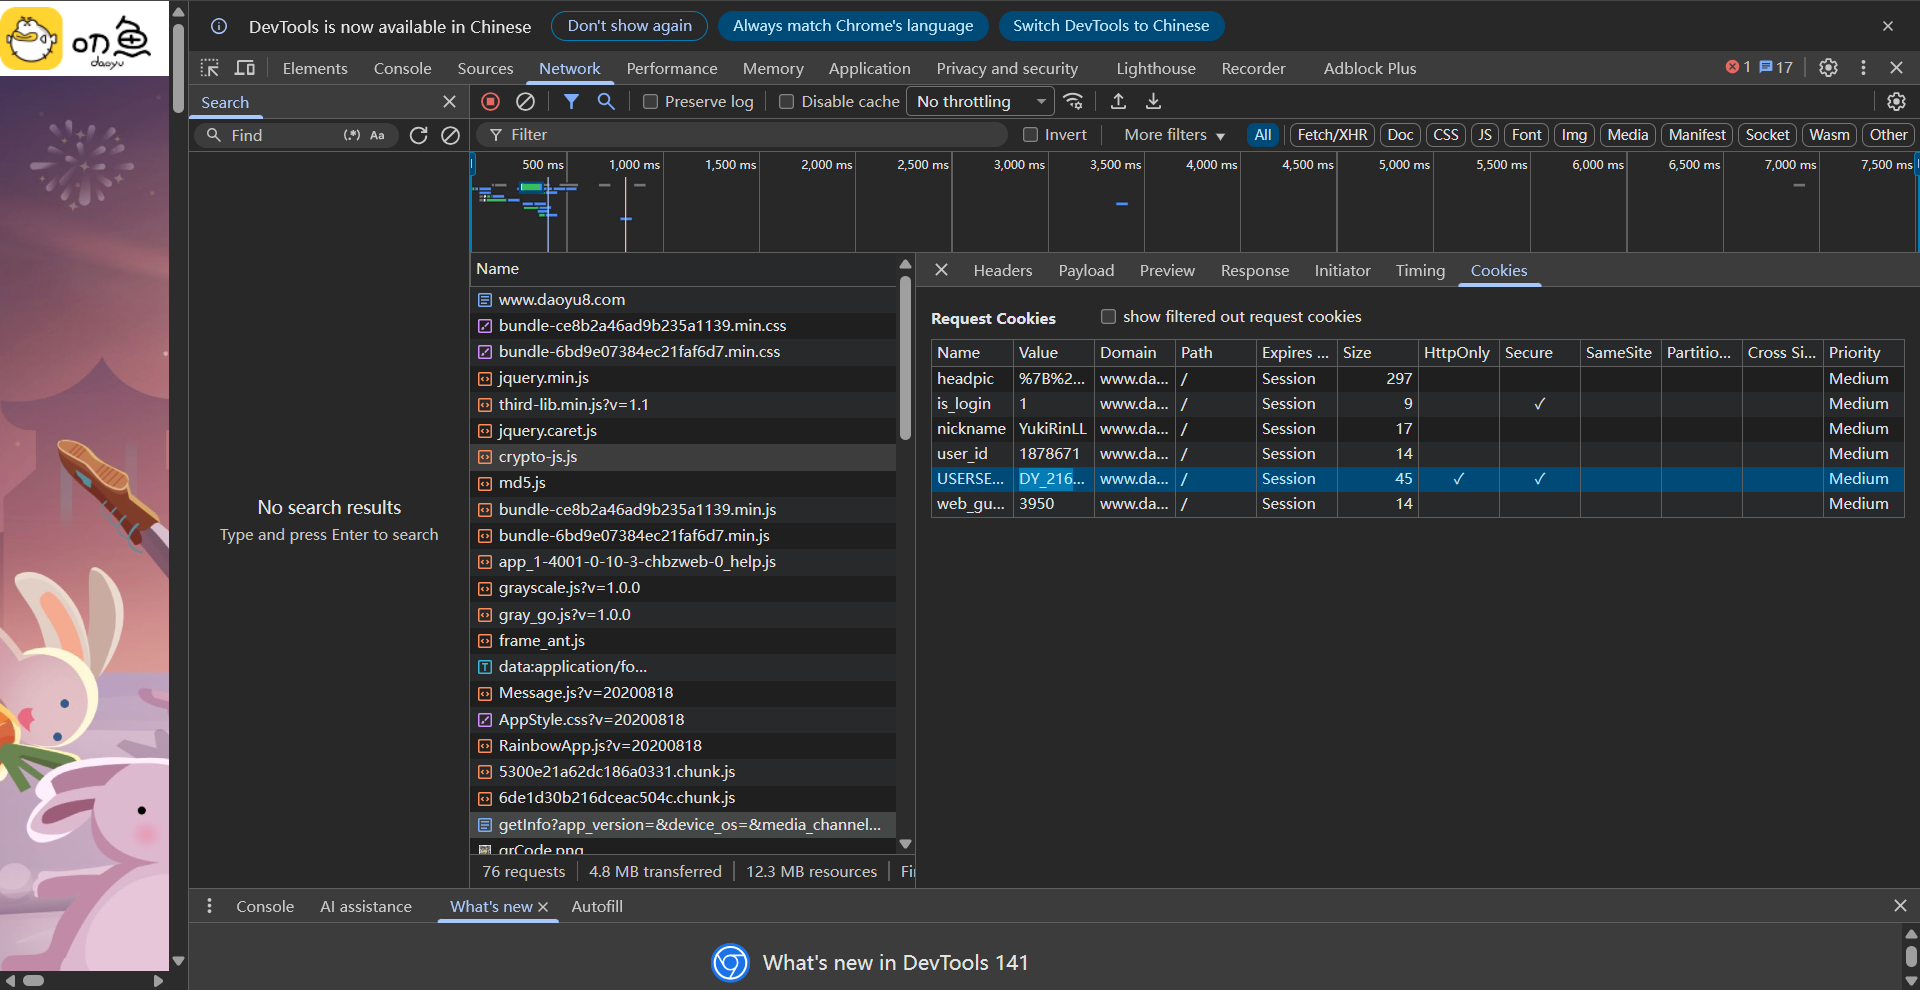 叨鱼
daoyu
DevTools is now available in Chinese
Don't show again
Always match Chrome's language
Switch DevTools to Chinese
Elements Console Sources Network Performance Memory Application Privacy and security Lighthouse Recorder Adblock Plus
1 17
Search
Preserve log Disable cache No throttling
Find (.*) Aa
Filter Invert More filters All Fetch/XHR Doc CSS JS Font Img Media Manifest Socket Wasm Other
500 ms 1,000 ms 1,500 ms 2,000 ms 2,500 ms 3,000 ms 3,500 ms 4,000 ms 4,500 ms 5,000 ms 5,500 ms 6,000 ms 6,500 ms 7,000 ms 7,500 ms
No search results
Type and press Enter to search
Name
www.daoyu8.com
bundle-ce8b2a46ad9b235a1139.min.css
bundle-6bd9e07384ec21faf6d7.min.css
jquery.min.js
third-lib.min.js?v=1.1
jquery.caret.js
crypto-js.js
md5.js
bundle-ce8b2a46ad9b235a1139.min.js
bundle-6bd9e07384ec21faf6d7.min.js
app_1-4001-0-10-3-chbzweb-0_help.js
grayscale.js?v=1.0.0
gray_go.js?v=1.0.0
frame_ant.js
data:application/fo...
Message.js?v=20200818
AppStyle.css?v=20200818
RainbowApp.js?v=20200818
5300e21a62dc186a0331.chunk.js
6de1d30b216dceac504c.chunk.js
getInfo?app_version=&device_os=&media_channel...
qrCode.png
76 requests 4.8 MB transferred 12.3 MB resources Fi
Headers Payload Preview Response Initiator Timing Cookies
Request Cookies show filtered out request cookies
Name Value Domain Path Expires ... Size HttpOnly Secure SameSite Partitio... Cross Si... Priority
headpic %7B%2... www.da... / Session 297 Medium
is_login 1 www.da... / Session 9 ✓ Medium
nickname YukiRinLL www.da... / Session 17 Medium
user_id 1878671 www.da... / Session 14 Medium
USERSE... DY_216... www.da... / Session 45 ✓ ✓ Medium
web_gu... 3950 www.da... / Session 14 Medium
Console AI assistance What's new Autofill
What's new in DevTools 141